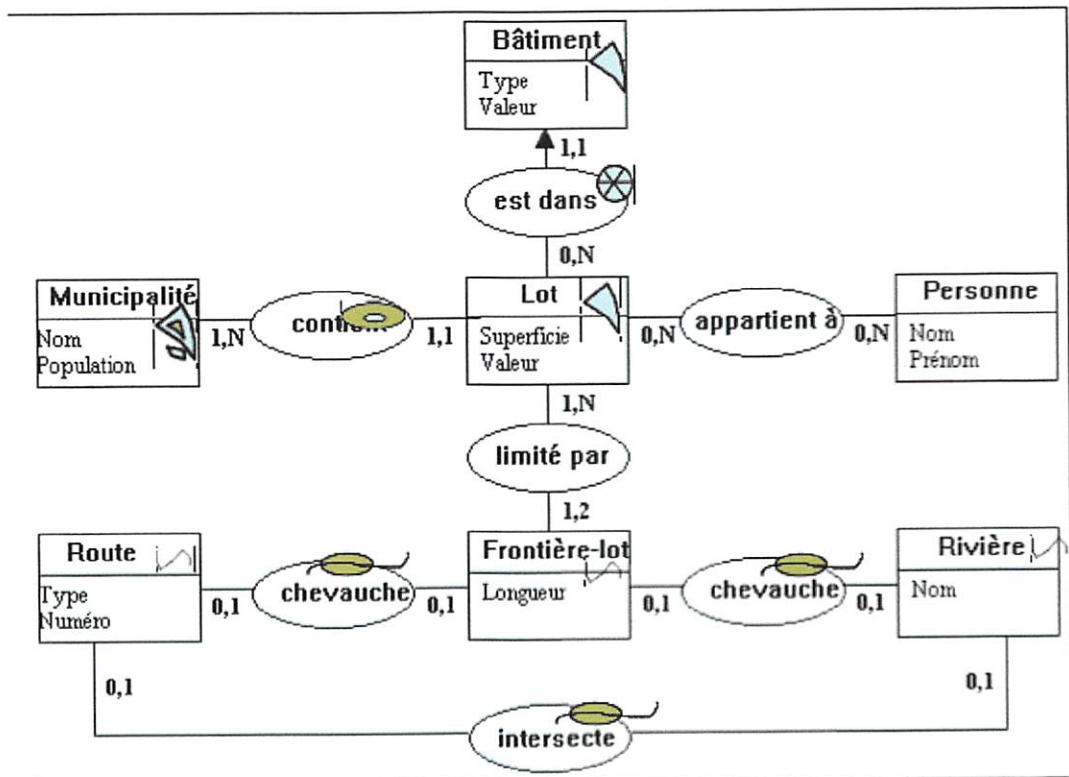 Bâtiment
Type
Valeur
1,1
est dans
0,N
Municipalité
Nom
Population
1,N
1,1
Lot
Superficie
Valeur
0,N
appartient à
0,N
Personne
Nom
Prénom
1,N
limité par
1,2
Route
Type
Numéro
0,1
chevauche
0,1
Frontière-lot
Longueur
0,1
chevauche
0,1
Rivière
Nom
0,1
0,1
intersecte